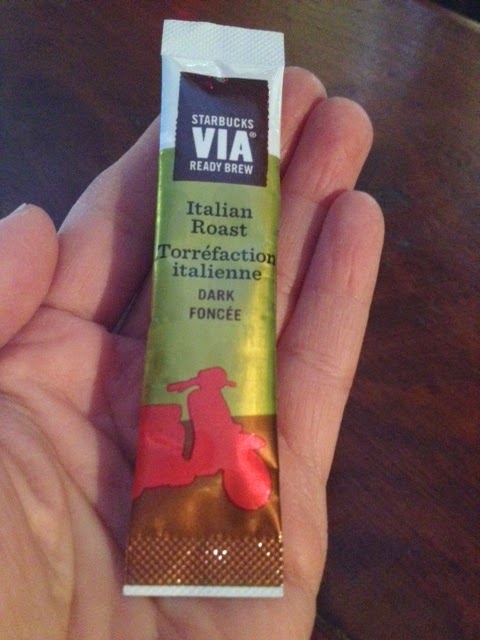 STARBUCKS
VIA®
READY BREW
Italian
Roast
Torréfaction
italienne
DARK
FONCÉE